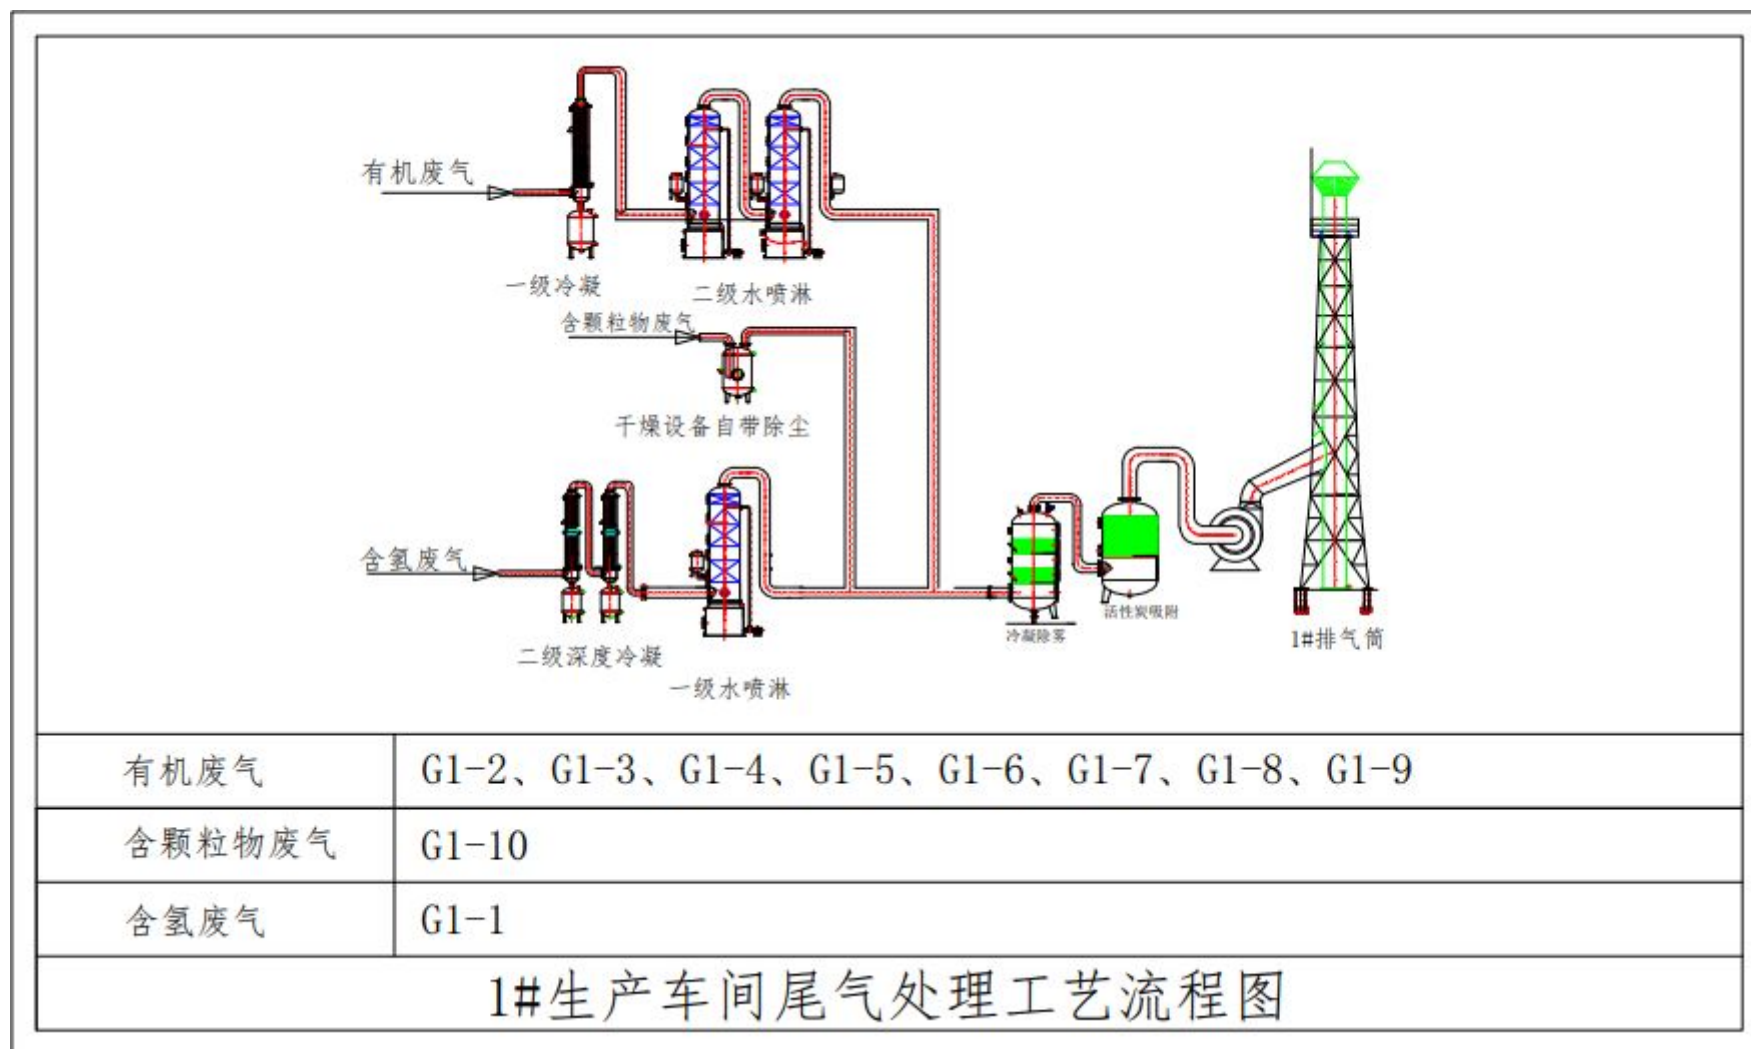 有机废气
一级冷凝
二级水喷淋
含颗粒物废气
干燥设备自带除尘
含氢废气
二级深度冷凝
一级水喷淋
冷凝除雾
活性炭吸附
1#排气筒
有机废气 G1-2、G1-3、G1-4、G1-5、G1-6、G1-7、G1-8、G1-9
含颗粒物废气 G1-10
含氢废气 G1-1
1#生产车间尾气处理工艺流程图